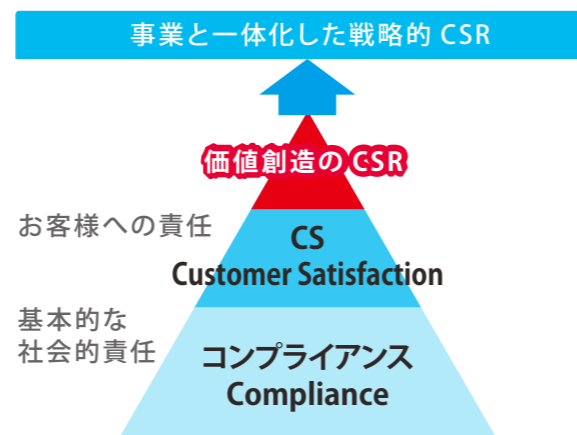 事業と一体化した戦略的 CSR
価値創造の CSR
お客様への責任
CS
Customer Satisfaction
基本的な
社会的責任
コンプライアンス
Compliance